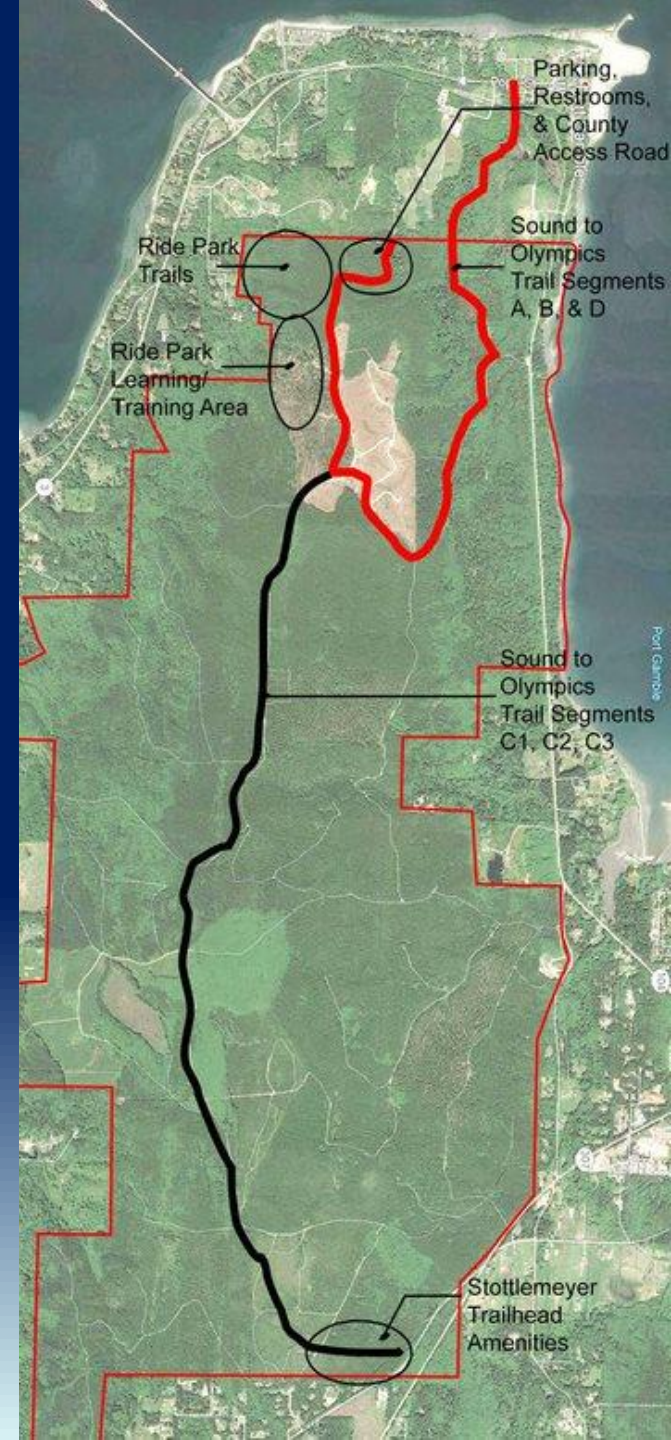 Parking,
Restrooms,
& County
Access Road
Ride Park
Trails
Sound to
Olympics
Trail Segments
A, B, & D
Ride Park
Learning/
Training Area
3
Sound to
Olympics
Trail Segments
C1, C2, C3
Port Gamble
Stottlemeyer
Trailhead
Amenities